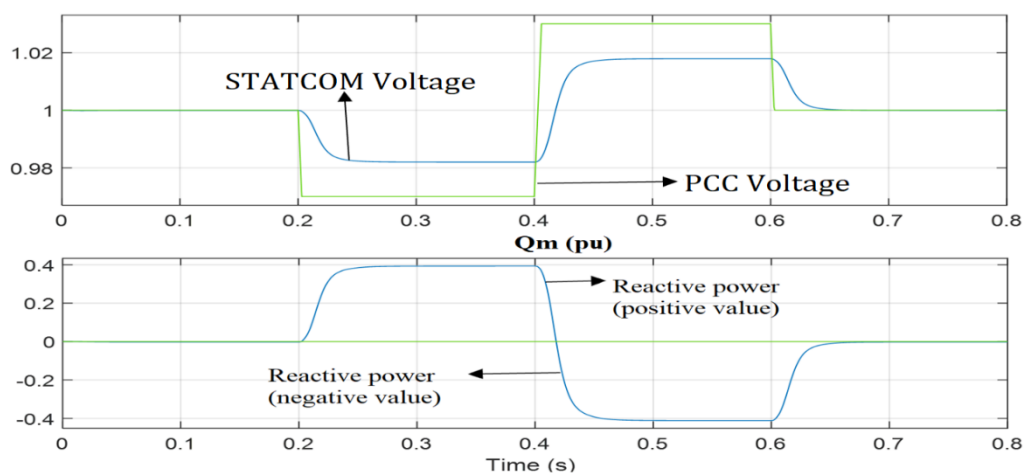 1.02
STATCOM Voltage
1
0.98
PCC Voltage
0 0.1 0.2 0.3 0.4 0.5 0.6 0.7 0.8
Qm (pu)
0.4
Reactive power
(positive value)
0.2
0
Reactive power
(negative value)
-0.2
-0.4
0 0.1 0.2 0.3 0.4 0.5 0.6 0.7 0.8
Time (s)